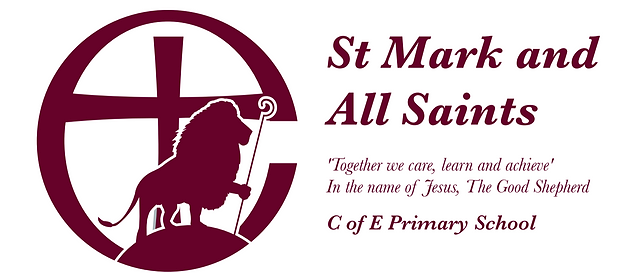 St Mark and
All Saints
'Together we care, learn and achieve'
In the name of Jesus, The Good Shepherd
C of E Primary School